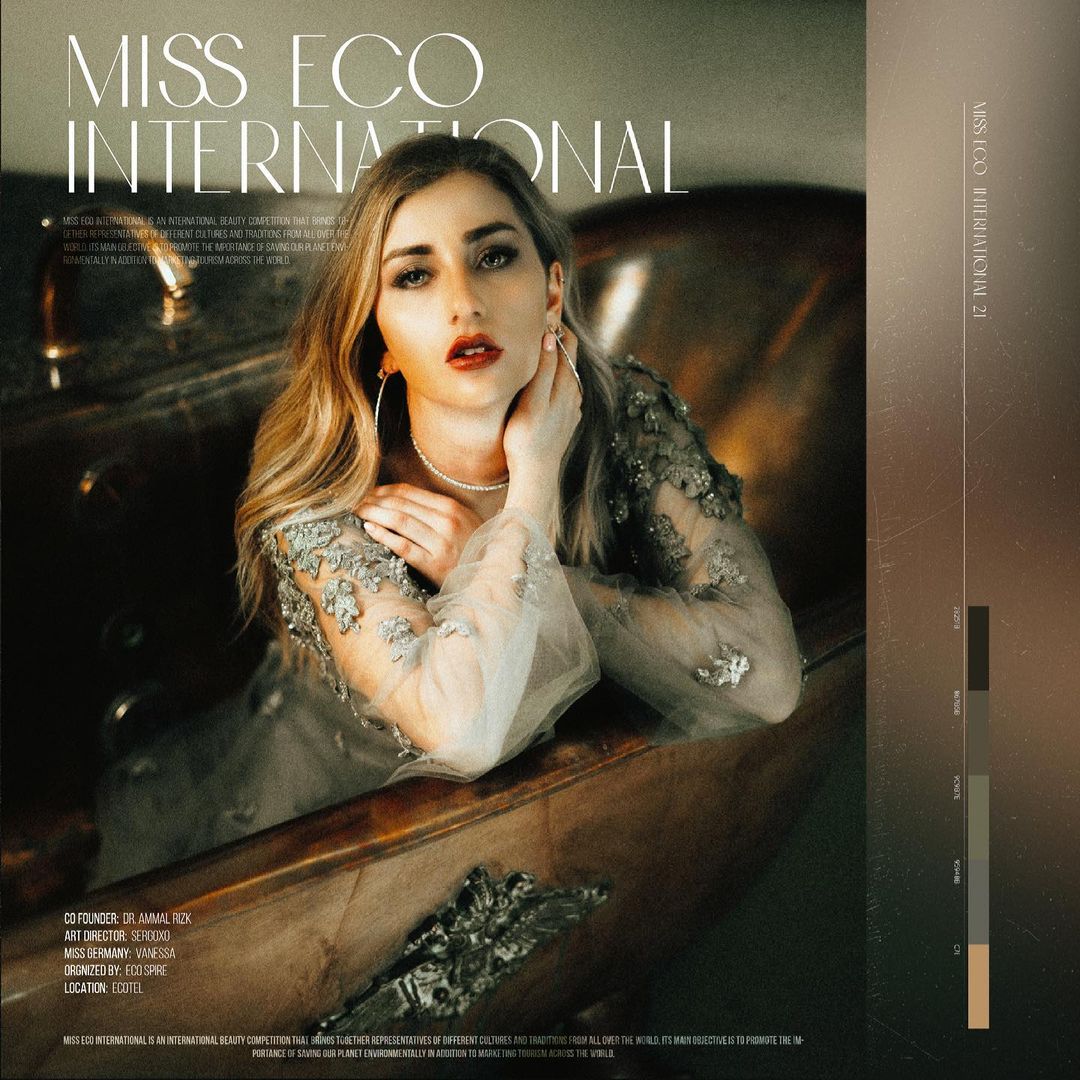 MISS ECO
INTERNATIONAL
MISS ECO INTERNATIONAL IS AN INTERNATIONAL BEAUTY COMPETITION THAT BRINGS TO-
GETHER REPRESENTATIVES OF DIFFERENT CULTURES AND TRADITIONS FROM ALL OVER THE
WORLD. ITS MAIN OBJECTIVE IS TO PROMOTE THE IMPORTANCE OF SAVING OUR PLANET ENVI-
RONMENTALLY IN ADDITION TO MARKETING TOURISM ACROSS THE WORLD.
CO FOUNDER: DR. AMMAL RIZK
ART DIRECTOR: SERGOXO
MISS GERMANY: VANESSA
ORGNIZED BY: ECO SPIRE
LOCATION: ECOTEL
MISS ECO INTERNATIONAL IS AN INTERNATIONAL BEAUTY COMPETITION THAT BRINGS TOGETHER REPRESENTATIVES OF DIFFERENT CULTURES AND TRADITIONS FROM ALL OVER THE WORLD. ITS MAIN OBJECTIVE IS TO PROMOTE THE IM-
PORTANCE OF SAVING OUR PLANET ENVIRONMENTALLY IN ADDITION TO MARKETING TOURISM ACROSS THE WORLD.
MISS ECO INTERNATIONAL 21